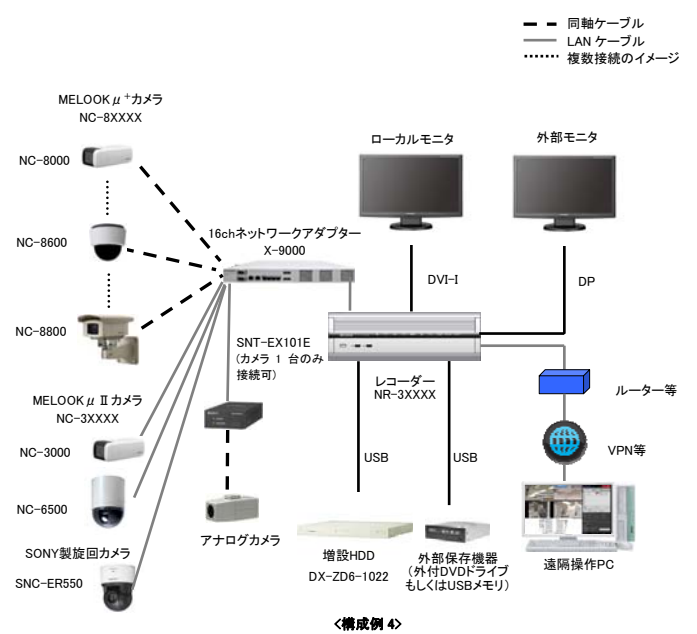 同軸ケーブル
LAN ケーブル
複数接続のイメージ
MELOOK μ⁺カメラ
NC-8XXXX
NC-8000
NC-8600
NC-8800
MELOOK μ Ⅱ カメラ
NC-3XXXX
NC-3000
NC-6500
SONY製旋回カメラ
SNC-ER550
16chネットワークアダプター
X-9000
SNT-EX101E
(カメラ 1 台のみ
接続可)
アナログカメラ
ローカルモニタ
外部モニタ
DVI-I
DP
レコーダー
NR-3XXXX
USB
USB
増設HDD
DX-ZD6-1022
外部保存機器
(外付DVDドライブ
もしくはUSBメモリ)
ルーター等
VPN等
遠隔操作PC
<構成例 4>